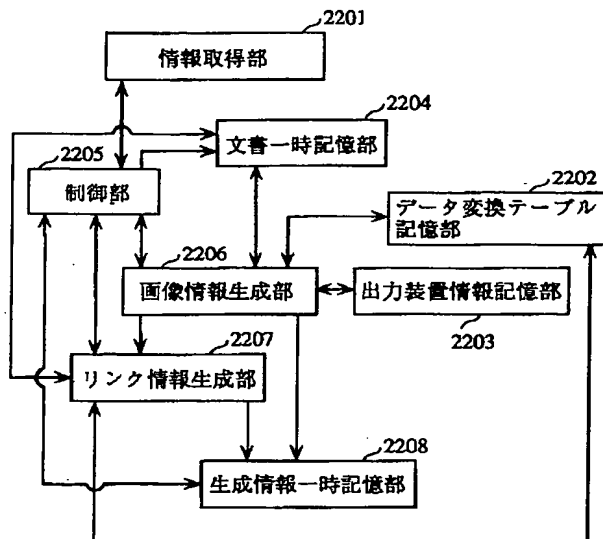 2201
情報取得部
2204
文書一時記憶部
2205
制御部
2202
データ変換テーブル
記憶部
2206
画像情報生成部
出力装置情報記憶部
2203
2207
リンク情報生成部
2208
生成情報一時記憶部